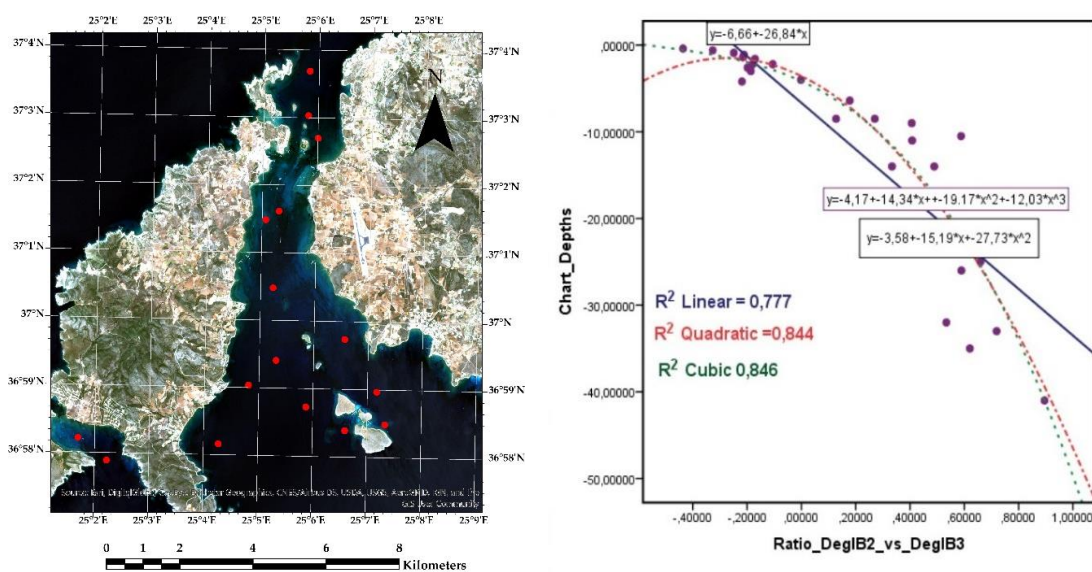 25°2'E 25°3'E 25°4'E 25°5'E 25°6'E 25°7'E 25°8'E
37°4'N
37°4'N
N
37°3'N
37°3'N
37°2'N
37°2'N
37°1'N
37°1'N
37°N
37°N
36°59'N
36°59'N
36°58'N
36°58'N
GIS User Community
25°2'E 25°3'E 25°4'E 25°5'E 25°6'E 25°7'E 25°8'E 25°9'E
0 1 2 4 6 8
Kilometers
y=-6,66+-26,84*x
,00000
-10,00000
-20,00000
-30,00000
-40,00000
-50,00000
Chart_Depths
y=-4,17+-14,34*x++-19.17*x^2+-12,03*x^3
y=-3,58+-15,19*x+-27,73*x^2
R² Linear = 0,777
R² Quadratic =0,844
R² Cubic 0,846
-,40000 -,20000 ,00000 ,20000 ,40000 ,60000 ,80000 1,00000
Ratio_DeglB2_vs_DeglB3